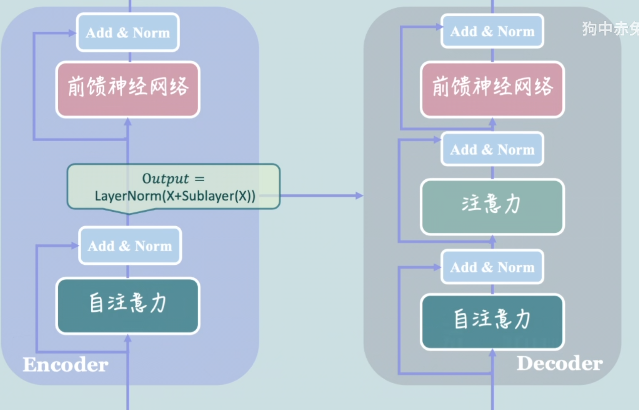 狗中赤兔
Add & Norm
前馈神经网络
Output =
LayerNorm(X+Sublayer(X))
Add & Norm
自注意力
Encoder
Add & Norm
前馈神经网络
Add & Norm
注意力
Add & Norm
自注意力
Decoder